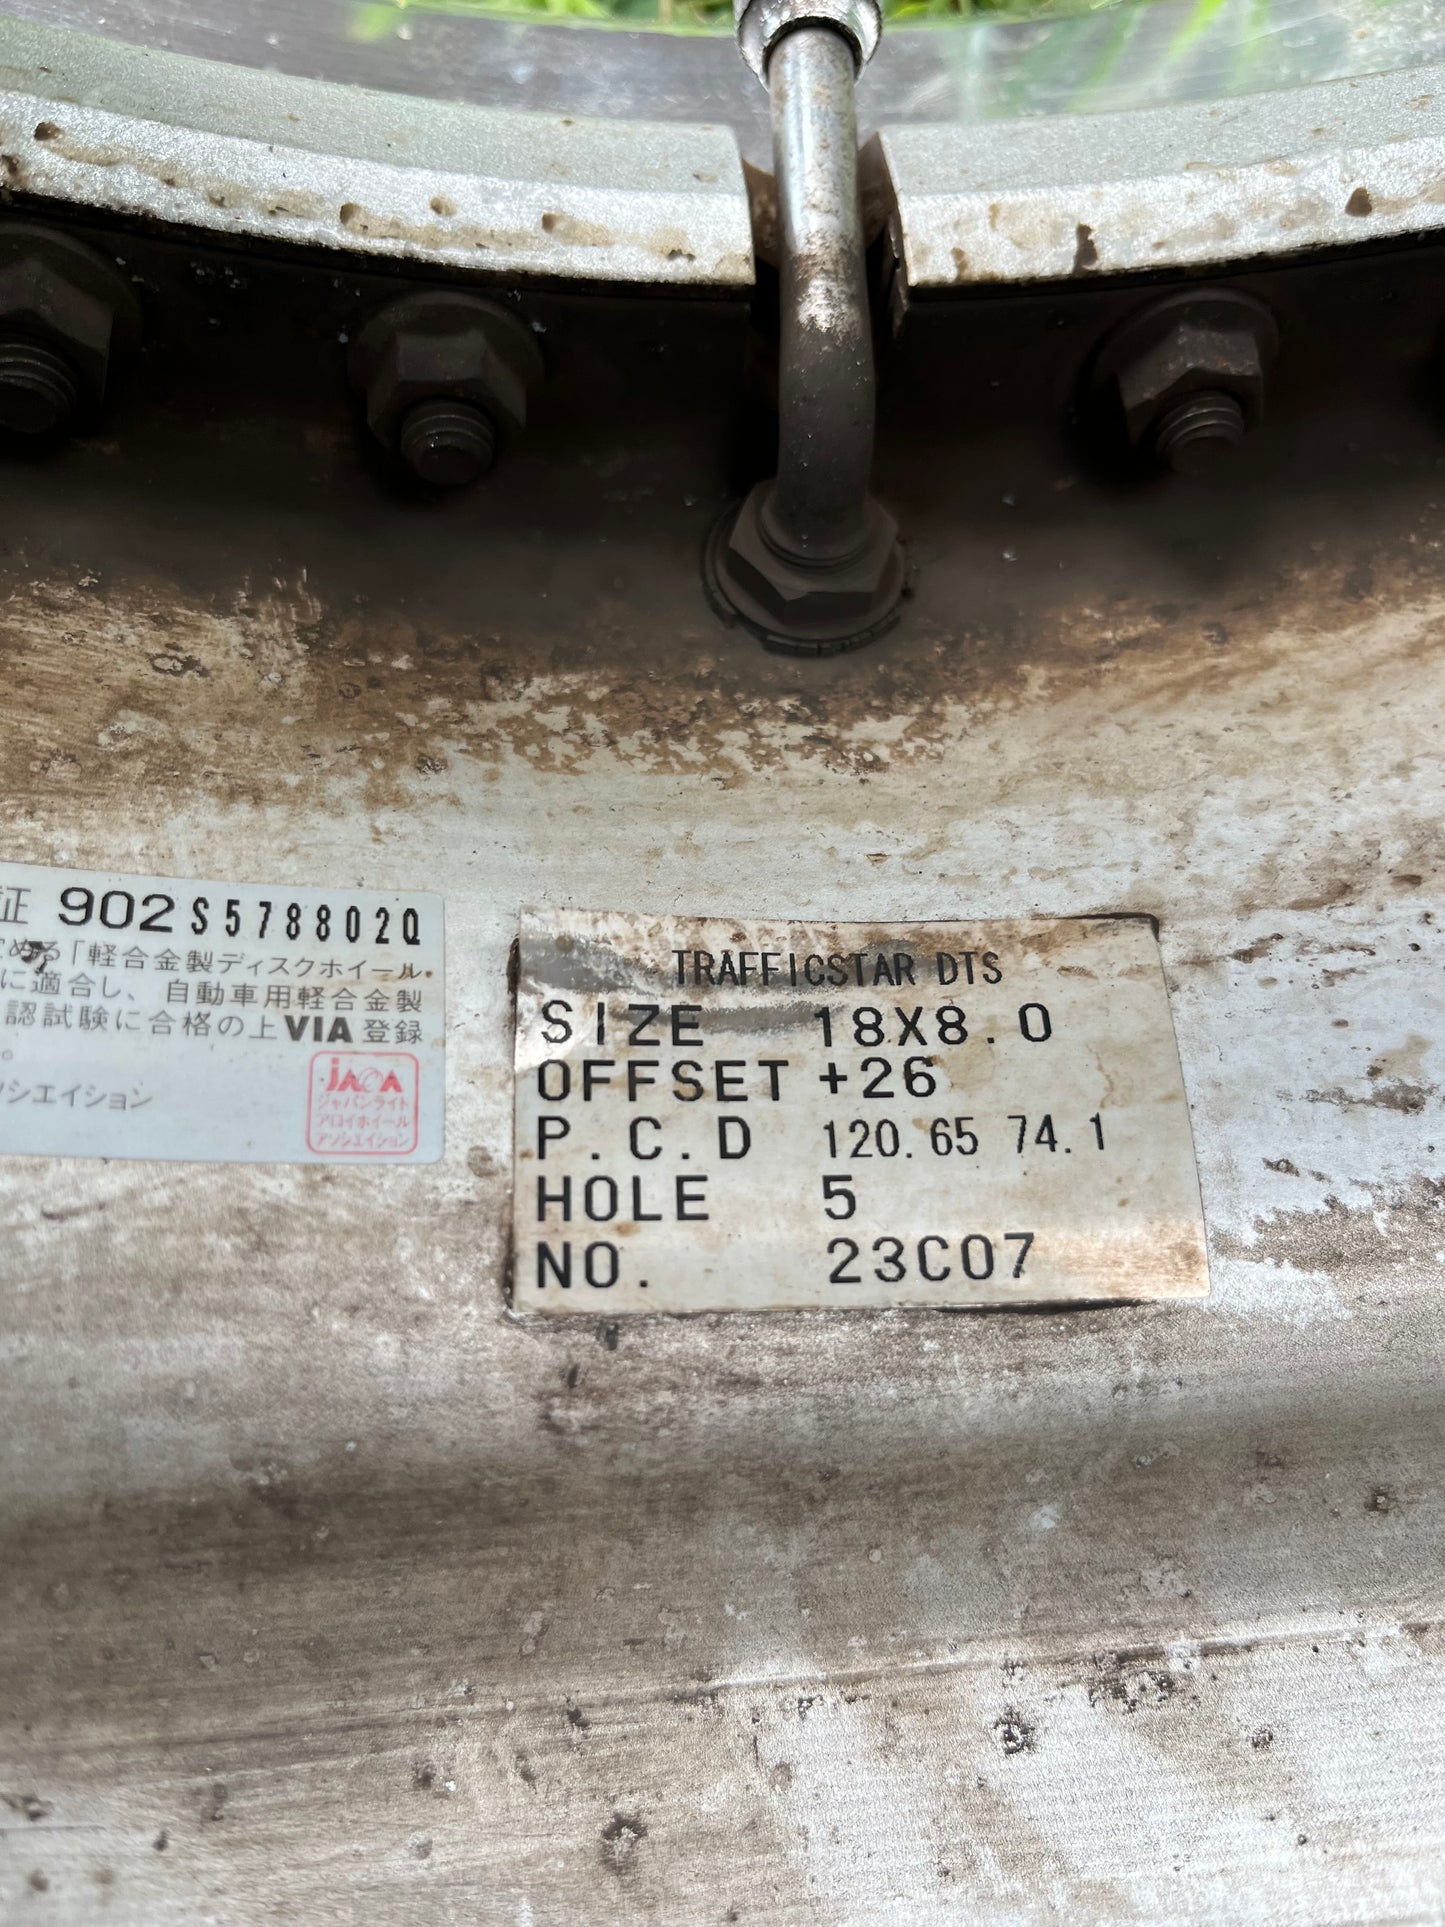 証 902S578802Q
める「軽合金製ディスクホイール
に適合し、自動車用軽合金製
認試験に合格の上VIA登録
。
シエイション
JAWA
ジャパンライト
アロイホイール
アソシエイション
TRAFFICSTAR DTS
SIZE 18X8.0
OFFSET +26
P.C.D 120.65 74.1
HOLE 5
NO. 23C07